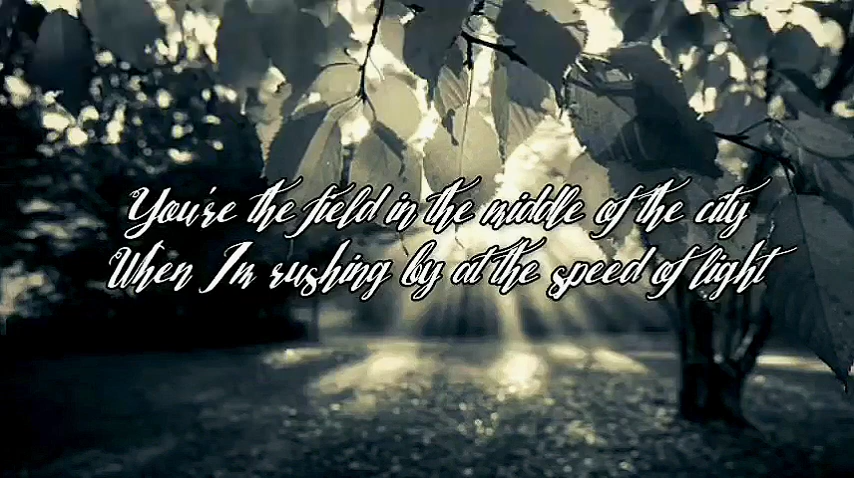 You're the field in the middle of the city
When I'm rushing by at the speed of light